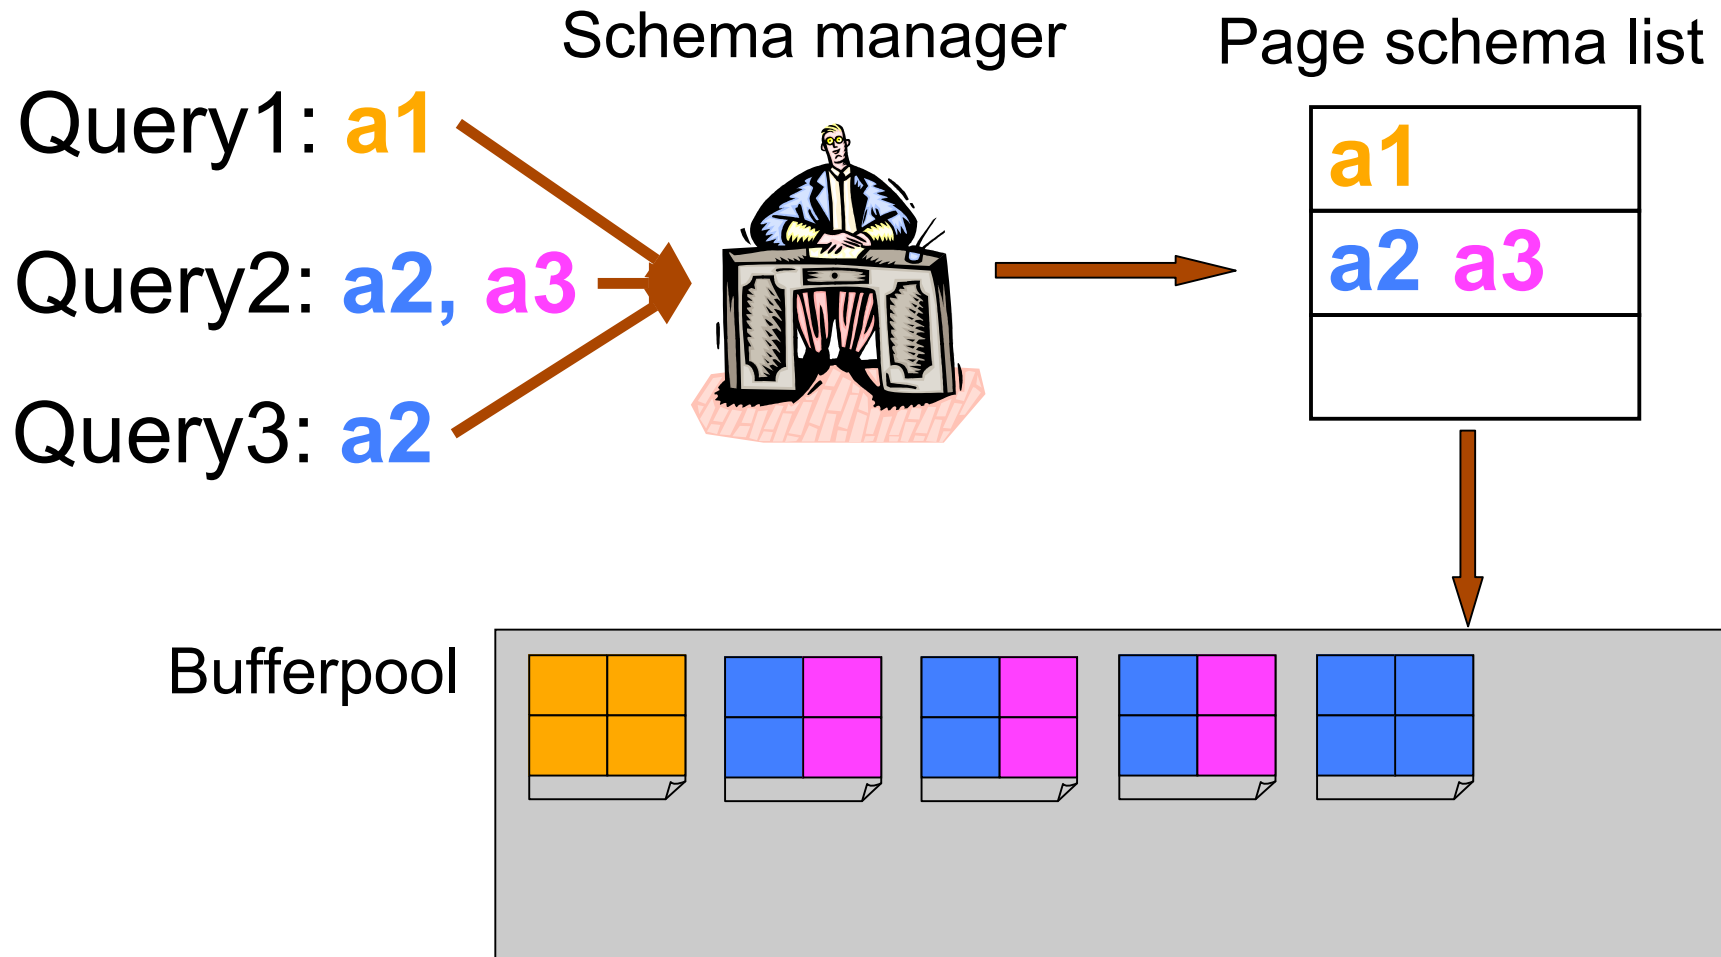 Schema manager
Page schema list
Query1: a1
Query2: a2, a3
Query3: a2
a1
a2 a3
Bufferpool